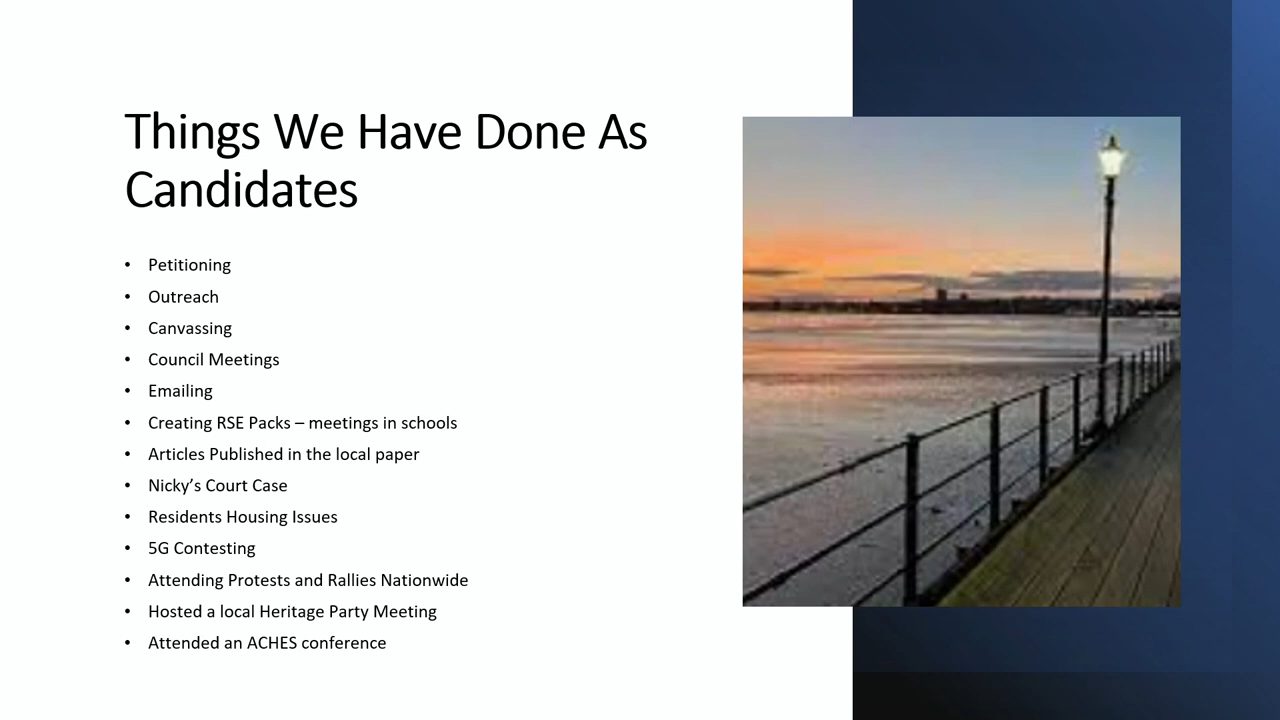 Things We Have Done As
Candidates
• Petitioning
• Outreach
• Canvassing
• Council Meetings
• Emailing
• Creating RSE Packs – meetings in schools
• Articles Published in the local paper
• Nicky’s Court Case
• Residents Housing Issues
• 5G Contesting
• Attending Protests and Rallies Nationwide
• Hosted a local Heritage Party Meeting
• Attended an ACHES conference